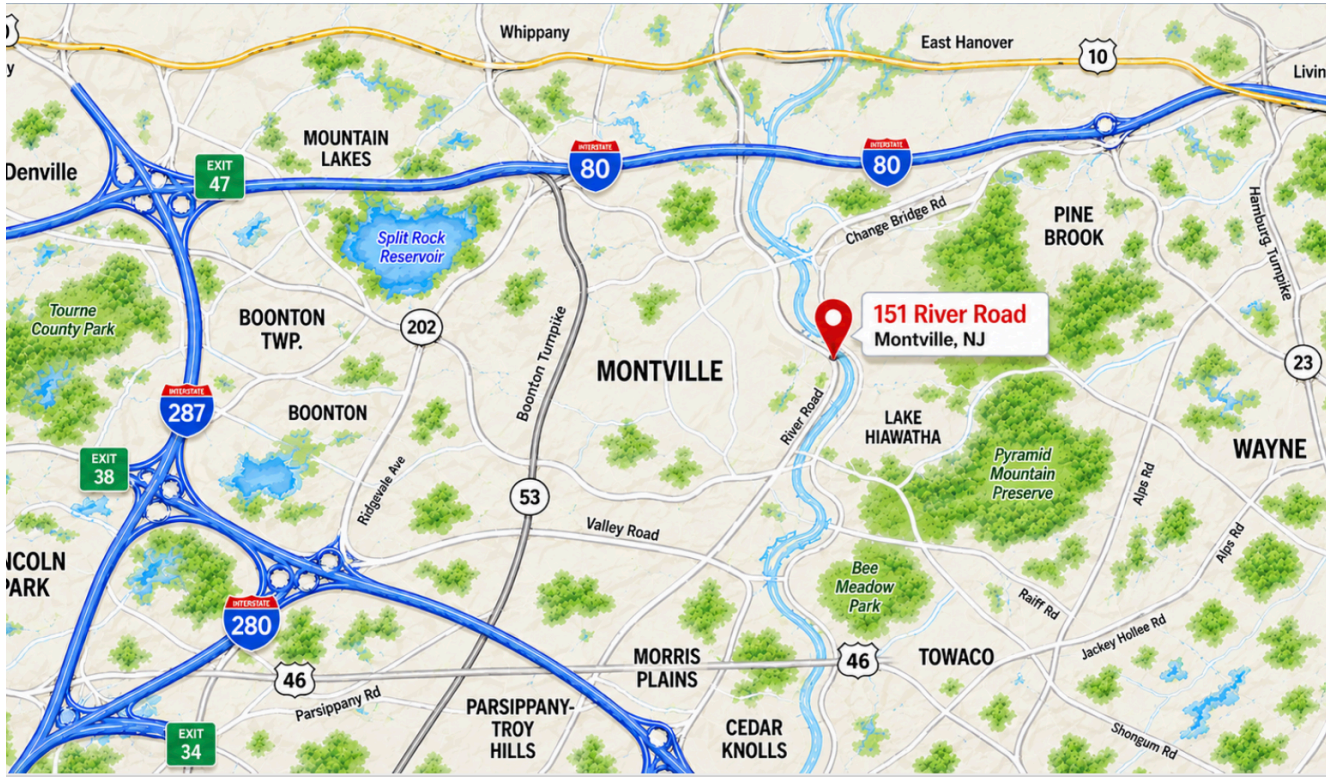 Whippany
East Hanover
10
Livin
y
MOUNTAIN
LAKES
Denville
EXIT
47
INTERSTATE
80
INTERSTATE
80
Hamburg Turnpike
Change Bridge Rd
PINE
BROOK
Split Rock
Reservoir
Tourne
County Park
BOONTON
TWP.
202
Boonton Turnpike
151 River Road
Montville, NJ
MONTVILLE
23
INTERSTATE
287
BOONTON
River Road
LAKE
HIAWATHA
WAYNE
EXIT
38
Ridgevale Ave
53
Pyramid
Mountain
Preserve
Alps Rd
Valley Road
Alps Rd
NCOLN
PARK
Bee
Meadow
Park
Raiff Rd
INTERSTATE
280
Jackey Hollee Rd
46
MORRIS
PLAINS
46
TOWACO
Parsippany Rd
PARSIPPANY-
TROY
HILLS
CEDAR
KNOLLS
Shongum Rd
EXIT
34